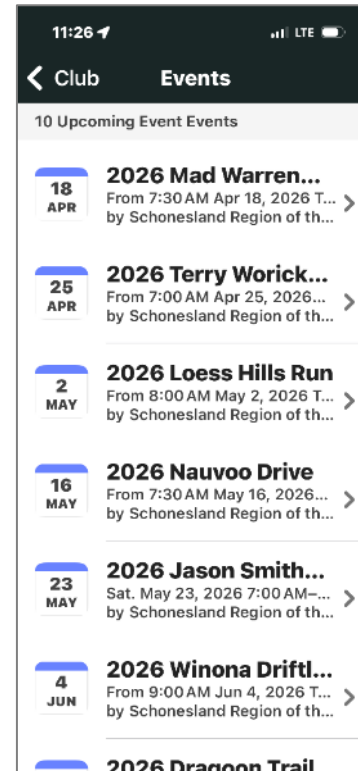 11:26
LTE
Club Events
10 Upcoming Event Events
18 APR
2026 Mad Warren...
From 7:30 AM Apr 18, 2026 T...
by Schonesland Region of th...
25 APR
2026 Terry Worick...
From 7:00 AM Apr 25, 2026...
by Schonesland Region of th...
2 MAY
2026 Loess Hills Run
From 8:00 AM May 2, 2026 T...
by Schonesland Region of th...
16 MAY
2026 Nauvoo Drive
From 7:30 AM May 16, 2026...
by Schonesland Region of th...
23 MAY
2026 Jason Smith...
Sat. May 23, 2026 7:00 AM–...
by Schonesland Region of th...
4 JUN
2026 Winona Driftl...
From 9:00 AM Jun 4, 2026 T...
by Schonesland Region of th...
2026 Dragoon Trail